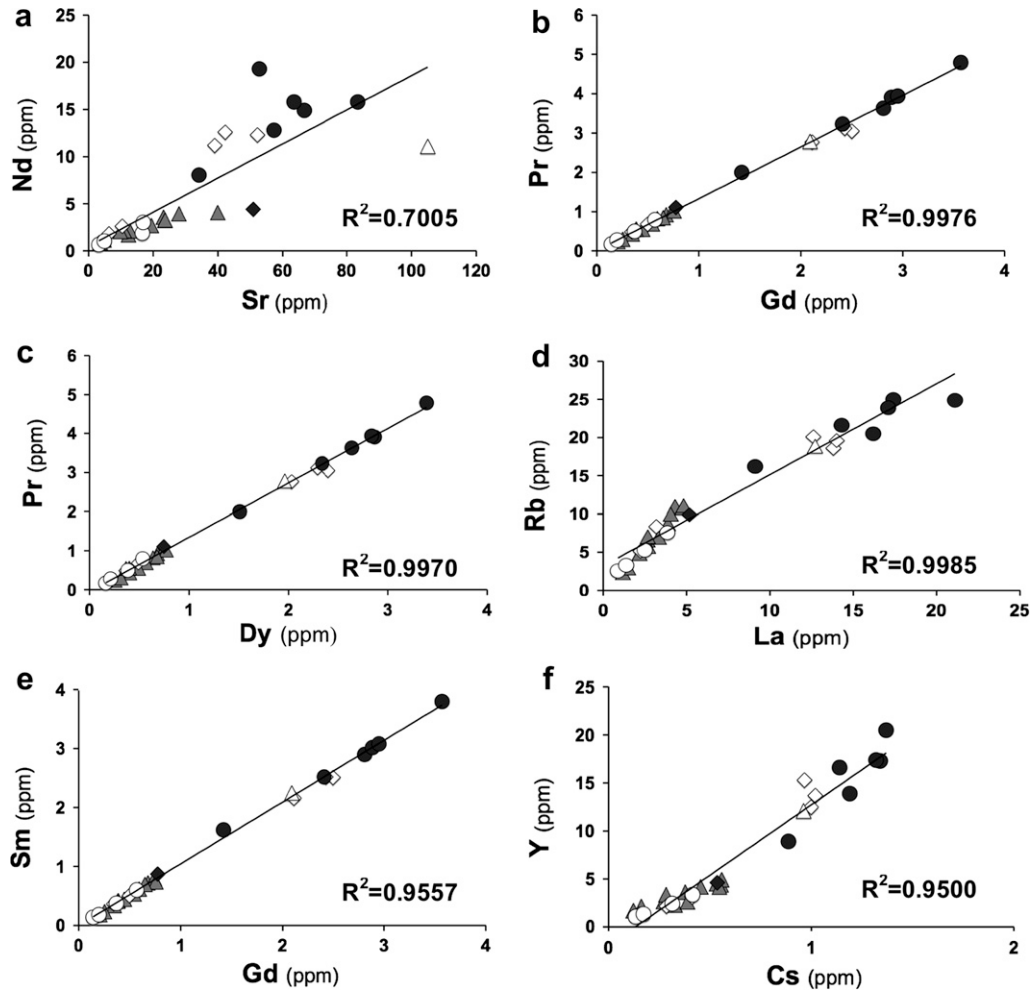 a
25
20
15
10
5
0
Nd (ppm)
0 20 40 60 80 100 120
Sr (ppm)
R²=0.7005
b
6
5
4
3
2
1
0
Pr (ppm)
0 1 2 3 4
Gd (ppm)
R²=0.9976
c
6
5
4
3
2
1
0
Pr (ppm)
0 1 2 3 4
Dy (ppm)
R²=0.9970
d
30
25
20
15
10
5
0
Rb (ppm)
0 5 10 15 20 25
La (ppm)
R²=0.9985
e
4
3
2
1
0
Sm (ppm)
0 1 2 3 4
Gd (ppm)
R²=0.9557
f
25
20
15
10
5
0
Y (ppm)
0 1 2
Cs (ppm)
R²=0.9500